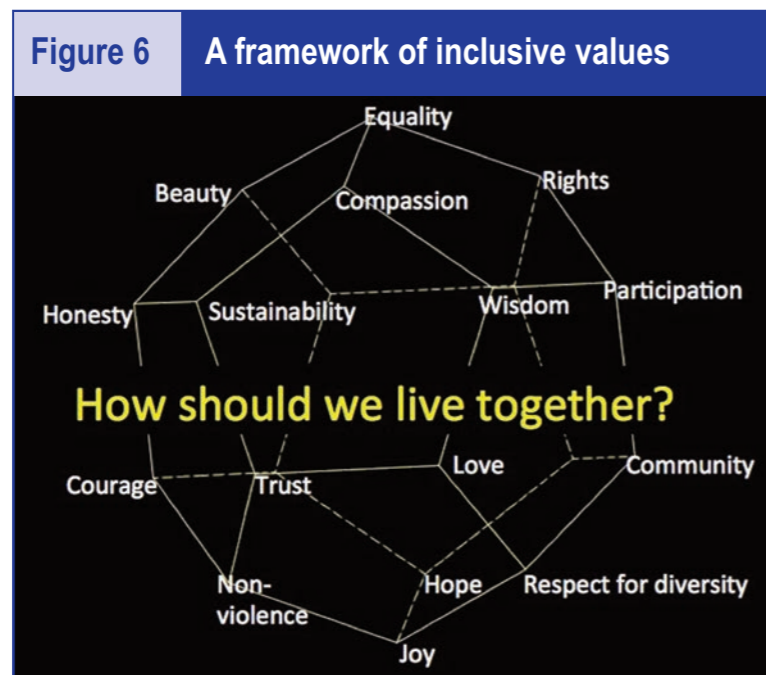 Figure 6 A framework of inclusive values
Equality
Beauty
Compassion
Rights
Honesty
Sustainability
Wisdom
Participation
How should we live together?
Courage
Trust
Love
Community
Non-
violence
Hope
Respect for diversity
Joy